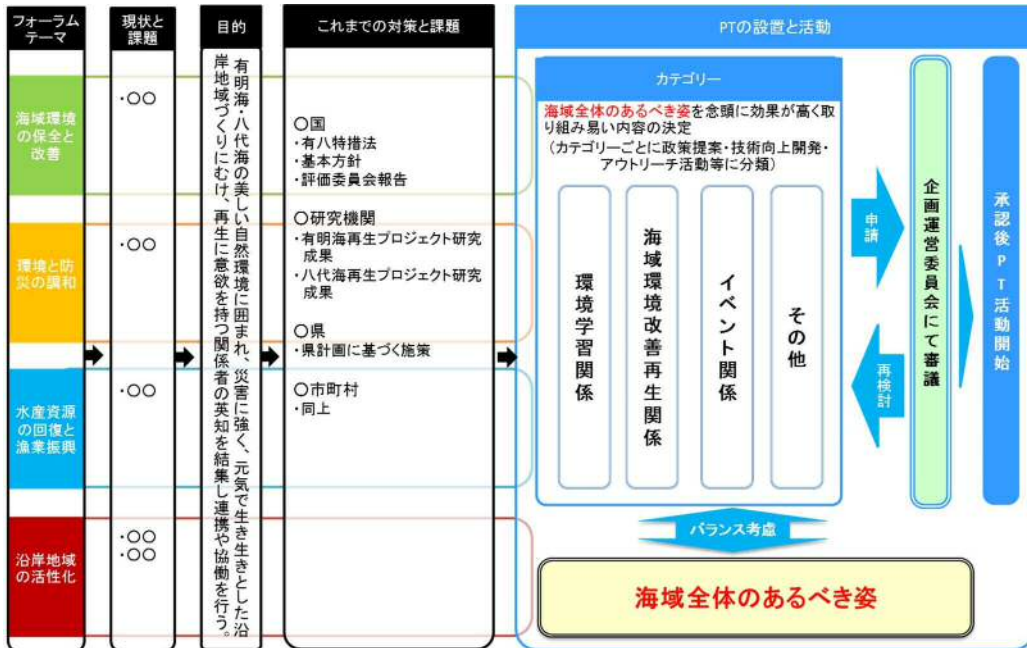 フォーラム
テーマ
現状と
課題
目的
これまでの対策と課題
PTの設置と活動
海域環境
の保全と
改善
環境と防
災の調和
水産資源
の回復と
漁業振興
沿岸地域
の活性化
・○○
・○○
・○○
・○○
・○○
有明海・八代海の美しい自然環境に囲まれ、災害に強く、元気で生き生きとした沿
岸地域づくりにむけ、再生に意欲を持つ関係者の英知を結集し連携や協働を行う。
○国
・有八特措法
・基本方針
・評価委員会報告
○研究機関
・有明海再生プロジェクト研究
成果
・八代海再生プロジェクト研究
成果
○県
・県計画に基づく施策
○市町村
・同上
カテゴリー
海域全体のあるべき姿を念頭に効果が高く取
り組み易い内容の決定
（カテゴリーごとに政策提案・技術向上開発・
アウトリーチ活動等に分類）
環境学習関係
海域環境改善再生関係
イベント関係
その他
申請
再検討
企画運営委員会にて審議
承認後PT活動開始
バランス考慮
海域全体のあるべき姿